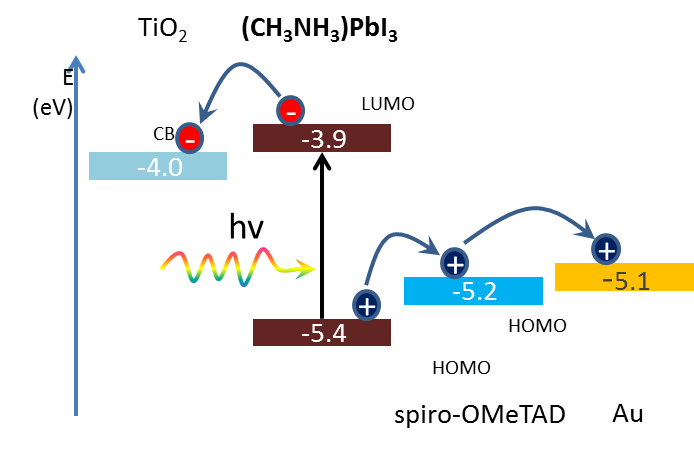 TiO₂
(CH₃NH₃)PbI₃
E
(eV)
LUMO
CB
-
-
-3.9
-4.0
hν
+
+
+
-5.1
-5.2
-5.4
HOMO
HOMO
spiro-OMeTAD
Au